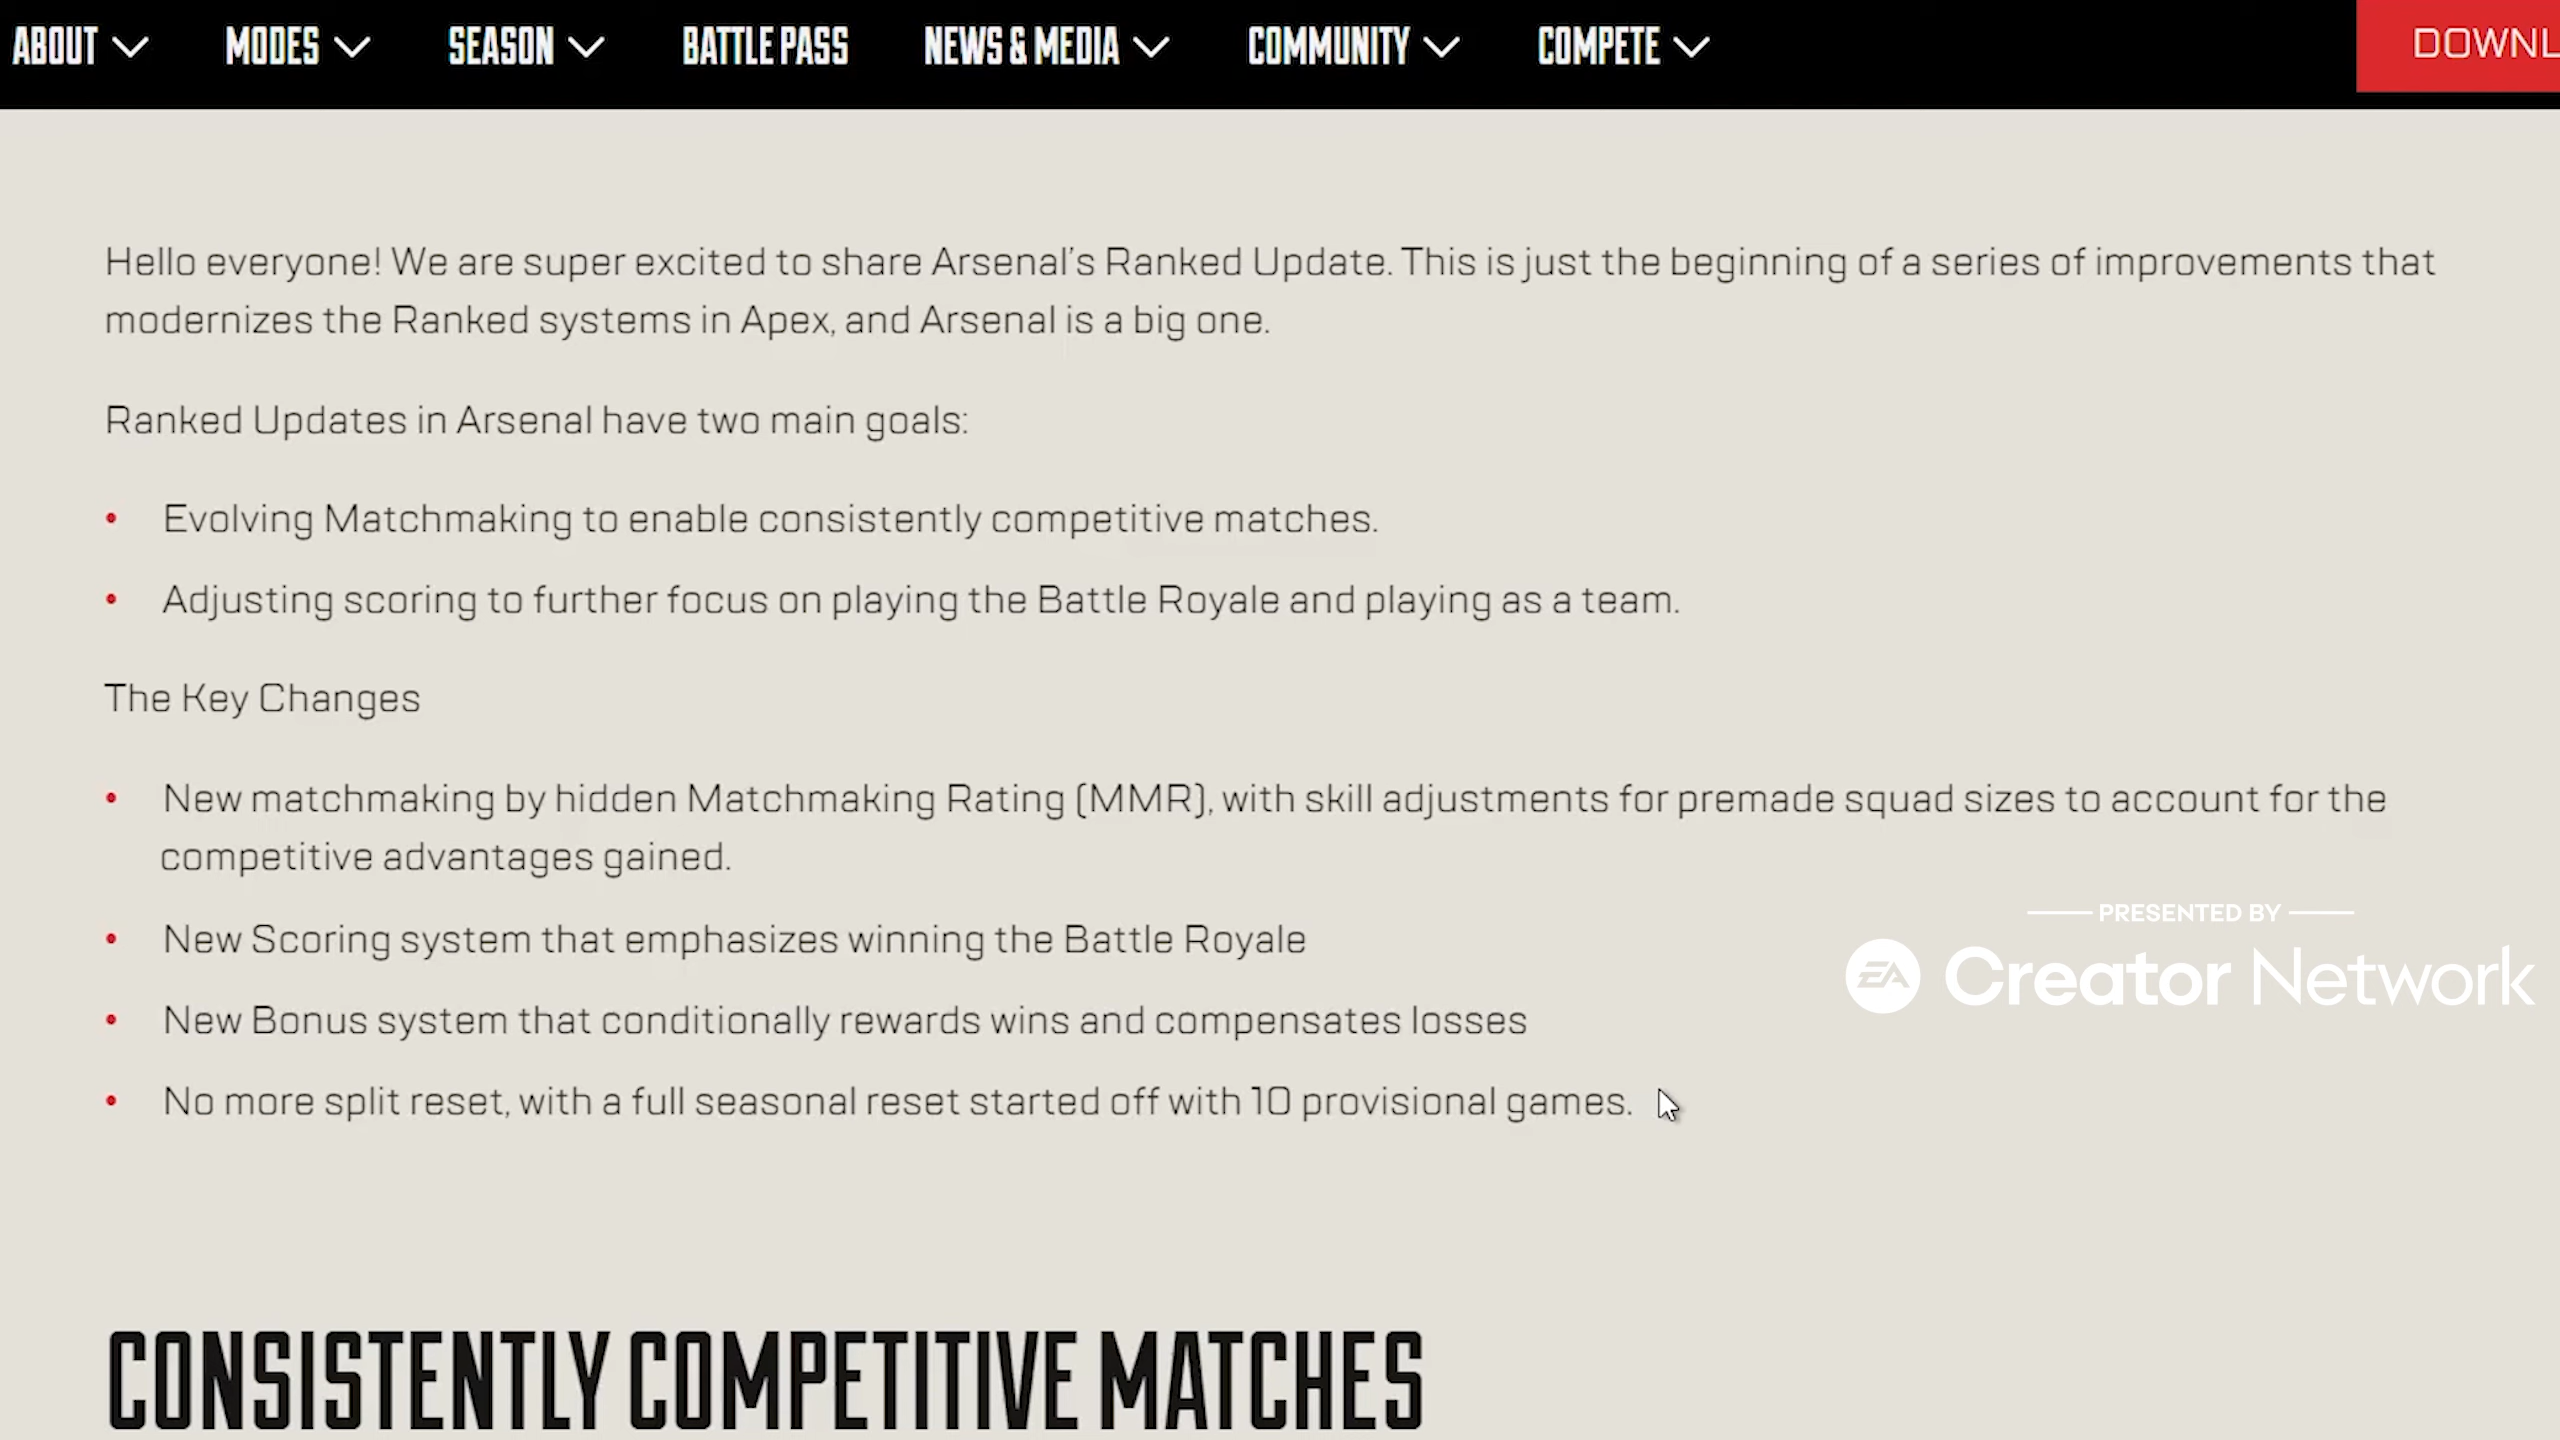 ABOUT MODES SEASON BATTLE PASS NEWS & MEDIA COMMUNITY COMPETE DOWNL
Hello everyone! We are super excited to share Arsenal's Ranked Update. This is just the beginning of a series of improvements that
modernizes the Ranked systems in Apex, and Arsenal is a big one.
Ranked Updates in Arsenal have two main goals:
• Evolving Matchmaking to enable consistently competitive matches.
• Adjusting scoring to further focus on playing the Battle Royale and playing as a team.
The Key Changes
• New matchmaking by hidden Matchmaking Rating (MMR), with skill adjustments for premade squad sizes to account for the
competitive advantages gained.
• New Scoring system that emphasizes winning the Battle Royale
• New Bonus system that conditionally rewards wins and compensates losses
• No more split reset, with a full seasonal reset started off with 10 provisional games.
PRESENTED BY
EA Creator Network
CONSISTENTLY COMPETITIVE MATCHES